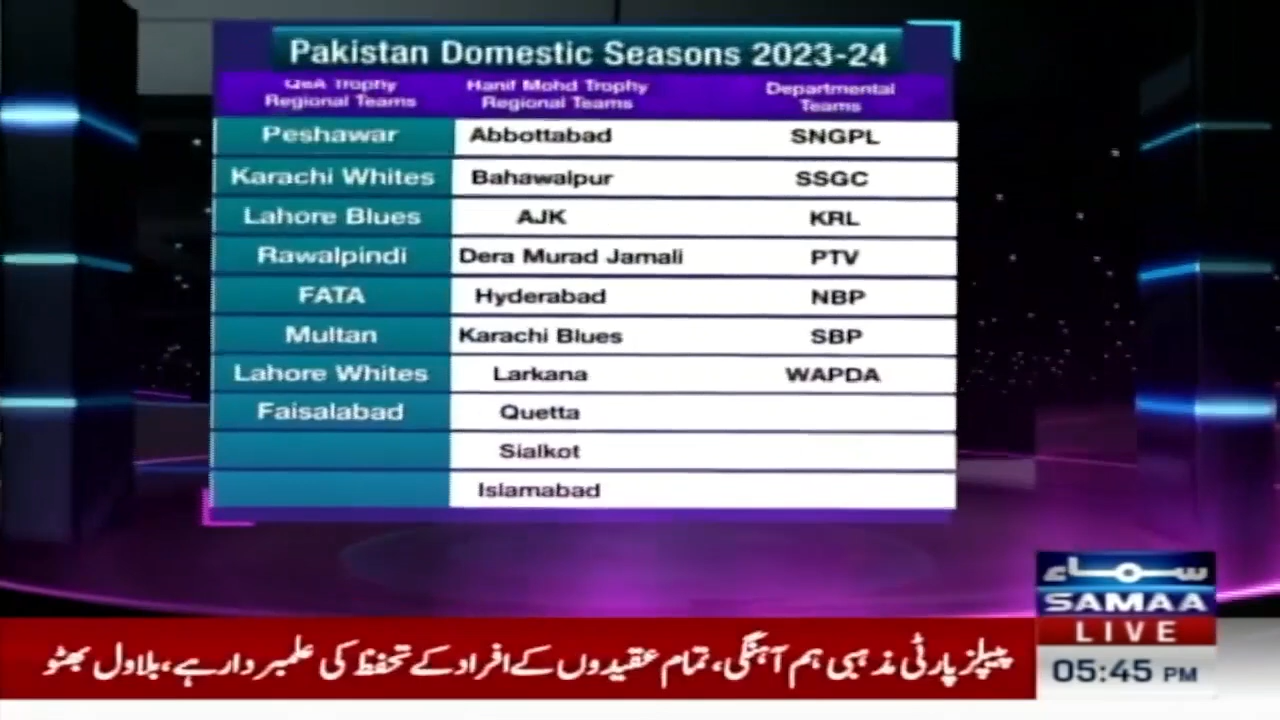 Pakistan Domestic Seasons 2023-24
QeA Trophy Regional Teams Hanif Mohd Trophy Regional Teams Departmental Teams
Peshawar Abbottabad SNGPL
Karachi Whites Bahawalpur SSGC
Lahore Blues AJK KRL
Rawalpindi Dera Murad Jamali PTV
FATA Hyderabad NBP
Multan Karachi Blues SBP
Lahore Whites Larkana WAPDA
Faisalabad Quetta
Sialkot
Islamabad
سماء
SAMAA
LIVE
پیپلز پارٹی مذہبی ہم آہنگی، تمام عقیدوں کے افراد کے تحفظ کی علمبردار ہے، بلاول بھٹو
05:45 PM